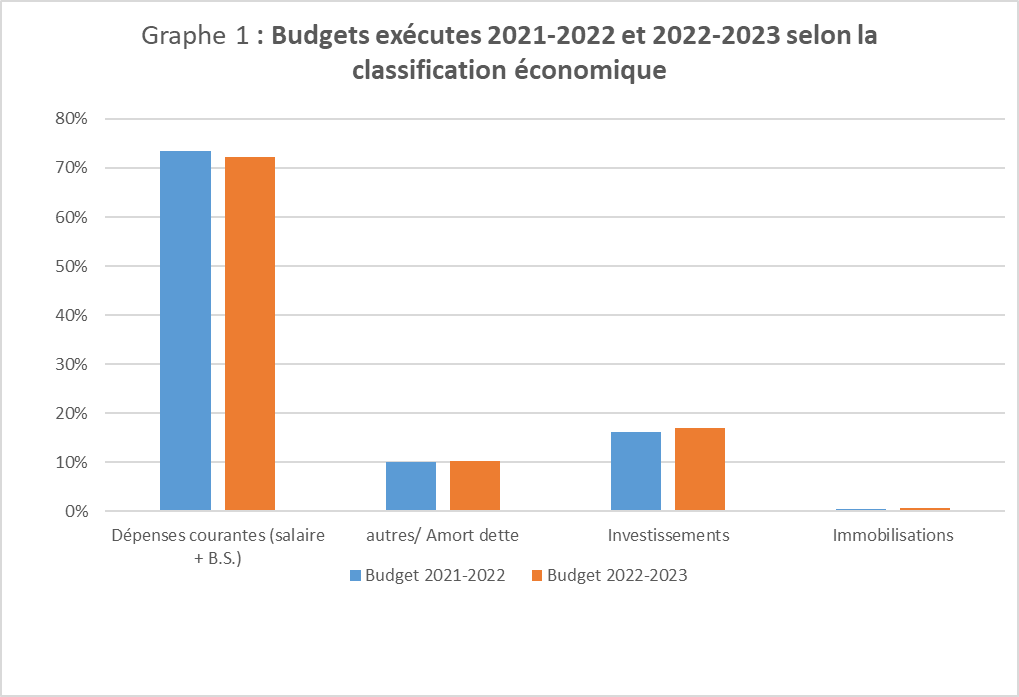 Graphe 1 : Budgets exécutes 2021-2022 et 2022-2023 selon la
classification économique
80%
70%
60%
50%
40%
30%
20%
10%
0%
Dépenses courantes (salaire
+ B.S.)
autres/ Amort dette
Investissements
Immobilisations
Budget 2021-2022
Budget 2022-2023